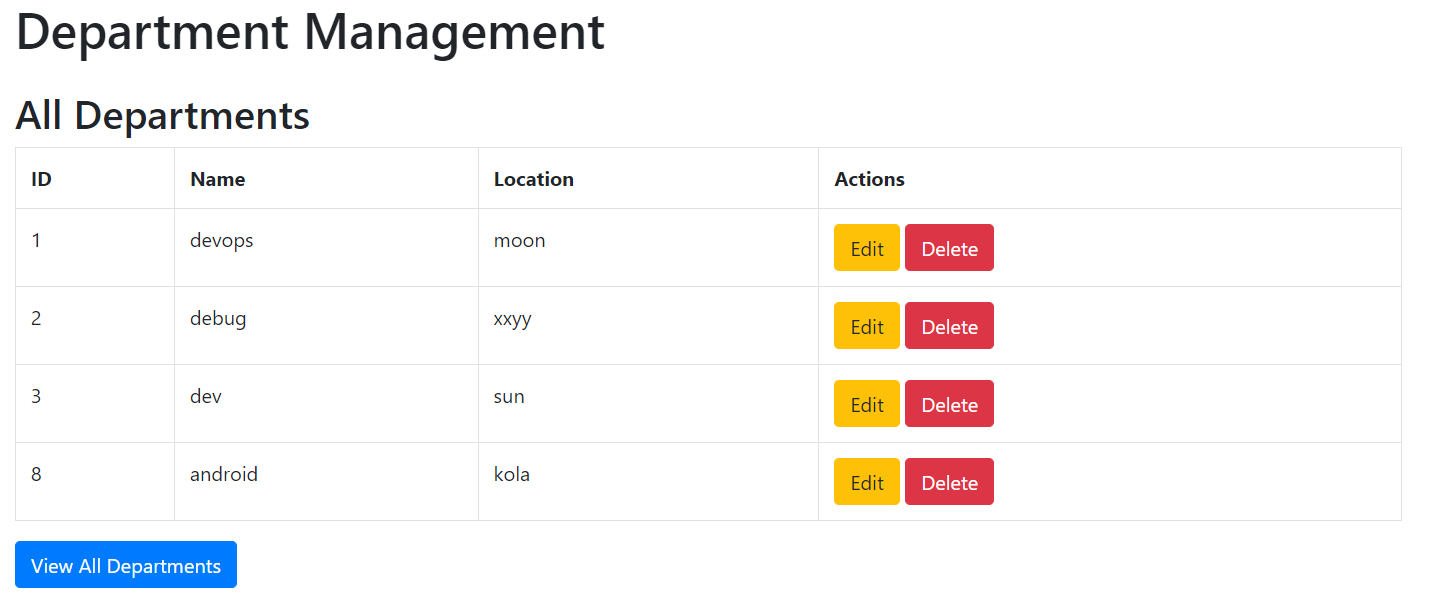 Department Management
All Departments
ID Name Location Actions
1 devops moon Edit Delete
2 debug xxyy Edit Delete
3 dev sun Edit Delete
8 android kola Edit Delete
View All Departments